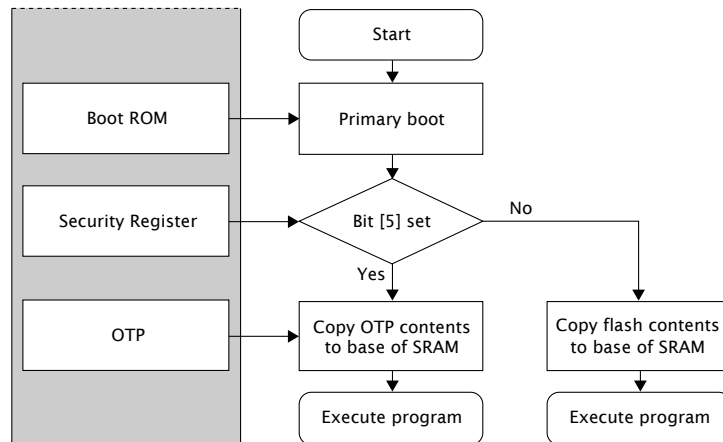 Start
Boot ROM
Primary boot
Security Register
Bit [5] set
No
Yes
OTP
Copy OTP contents
to base of SRAM
Copy flash contents
to base of SRAM
Execute program
Execute program